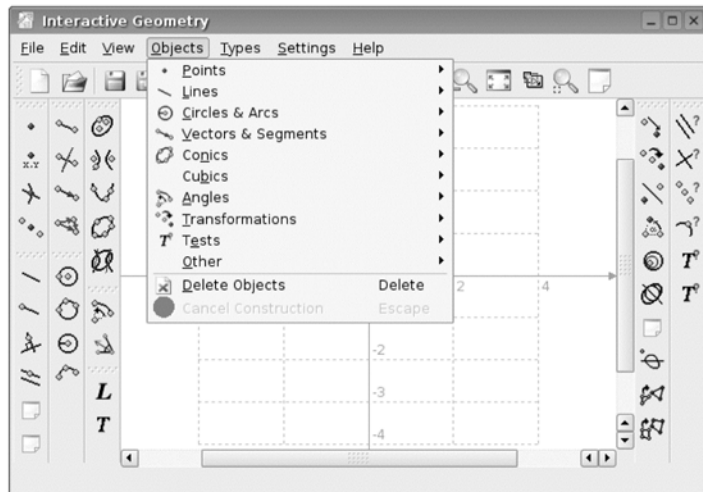 Interactive Geometry
File Edit View Objects Types Settings Help
Points
Lines
Circles & Arcs
Vectors & Segments
Conics
Cubics
Angles
Transformations
Tests
Other
Delete Objects Delete
Cancel Construction Escape
x.y
2 4
-2
-3
-4
L
T
T?
T?